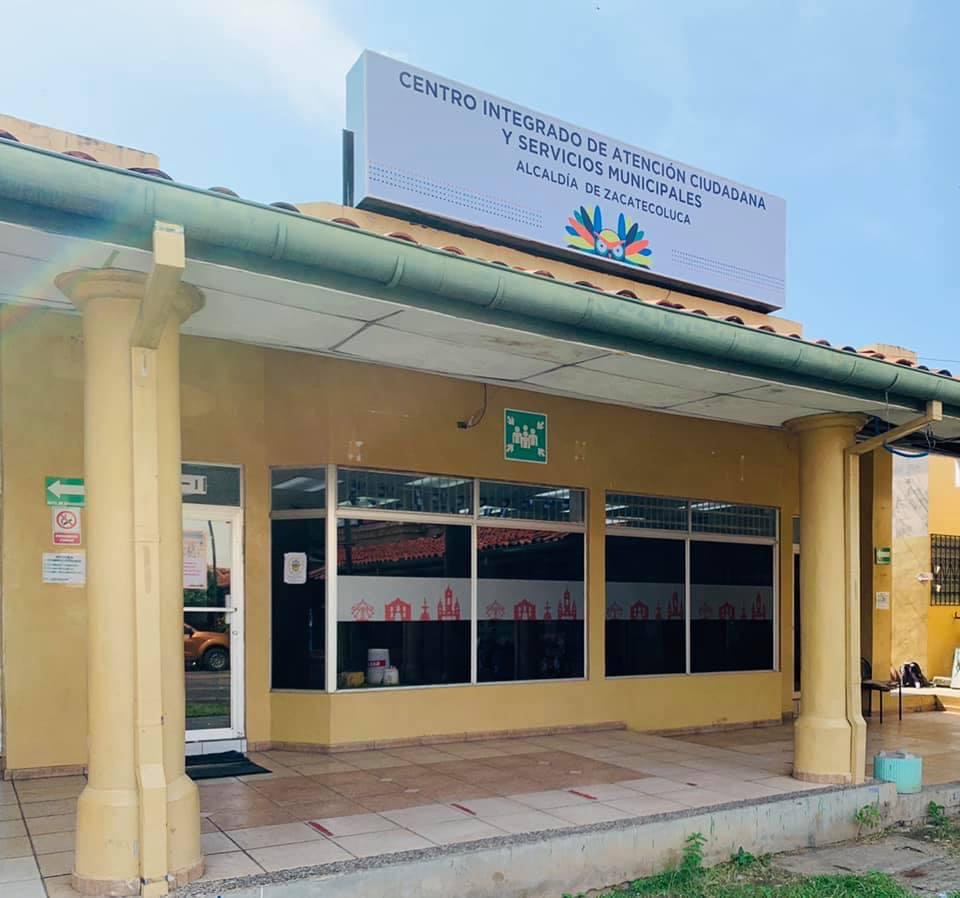 CENTRO INTEGRADO DE ATENCIÓN CIUDADANA
Y SERVICIOS MUNICIPALES
ALCALDÍA DE ZACATECOLUCA